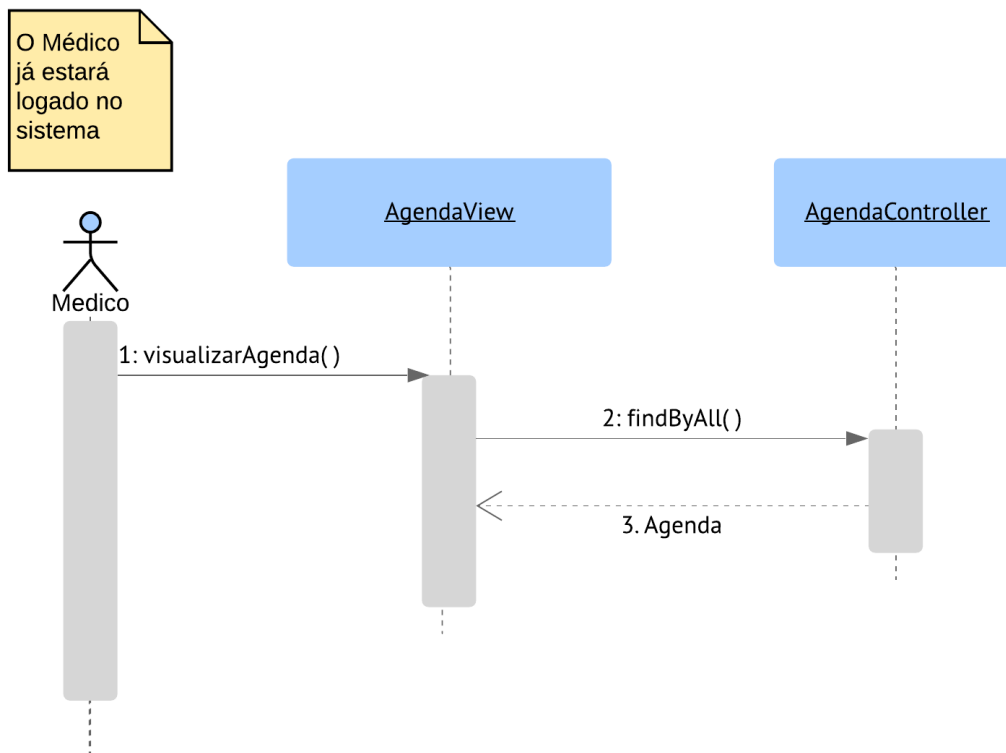 O Médico
já estará
logado no
sistema
AgendaView
AgendaController
Medico
1: visualizarAgenda( )
2: findByAll( )
3. Agenda